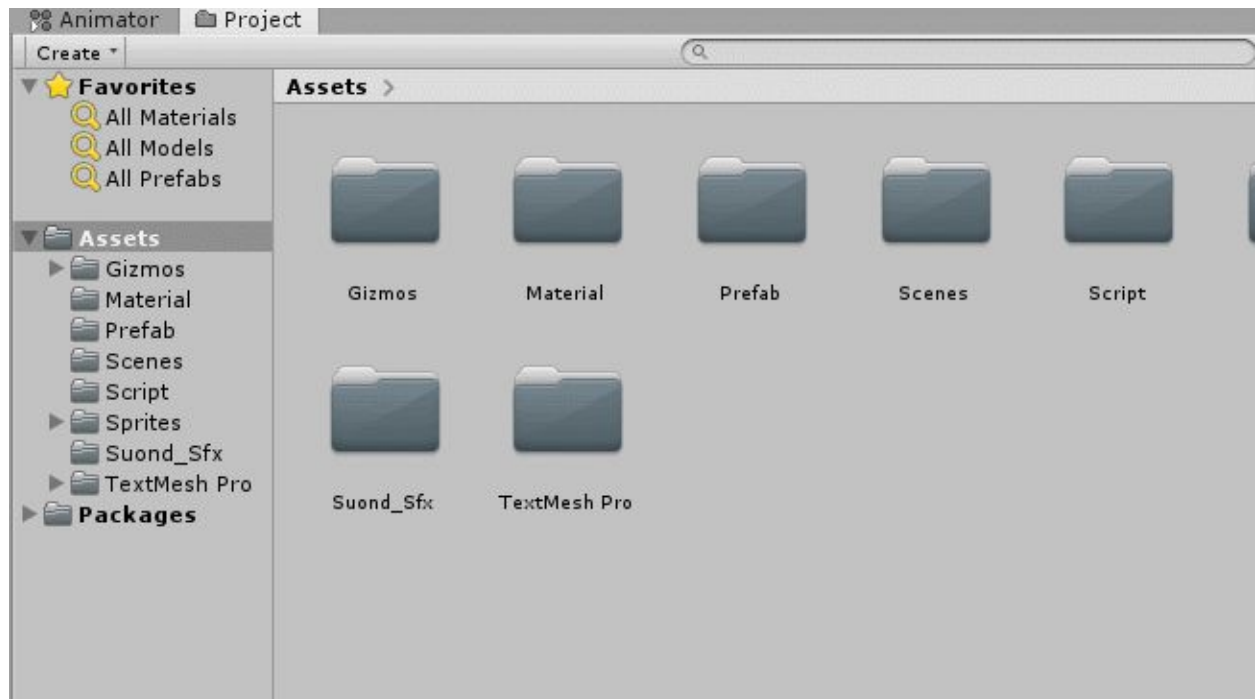 Animator Project
Create
Favorites Assets >
All Materials
All Models
All Prefabs
Assets
Gizmos
Material
Prefab
Scenes
Script
Sprites
Suond_Sfx
TextMesh Pro
Packages
Gizmos Material Prefab Scenes Script
Suond_Sfx TextMesh Pro